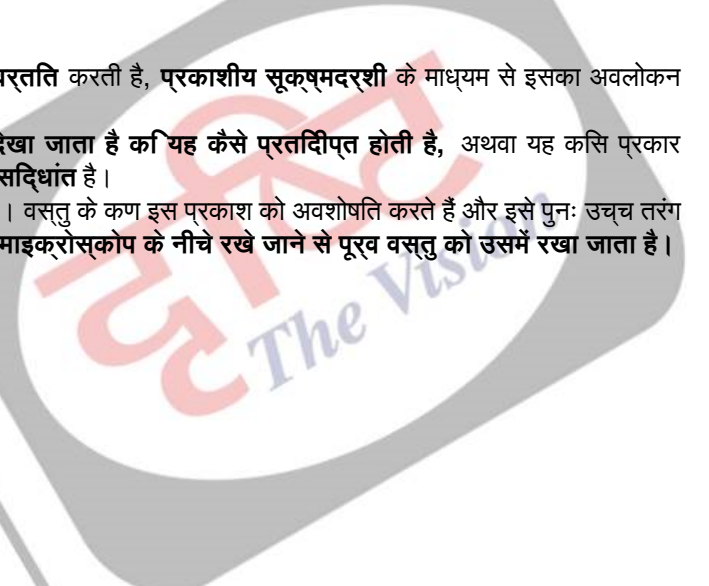 र्तति करती है, प्रकाशीय सूक्ष्मदर्शी के माध्यम से इसका अवलोकन
देखा जाता है कि यह कैसे प्रतदिीप्त होती है, अथवा यह कसि प्रकार
सद्धिांत है।
। वस्तु के कण इस प्रकाश को अवशोषति करते हैं और इसे पुनः उच्च तरंग
माइक्रोस्कोप के नीचे रखे जाने से पूर्व वस्तु को उसमें रखा जाता है।
दृष्टि
The Vision